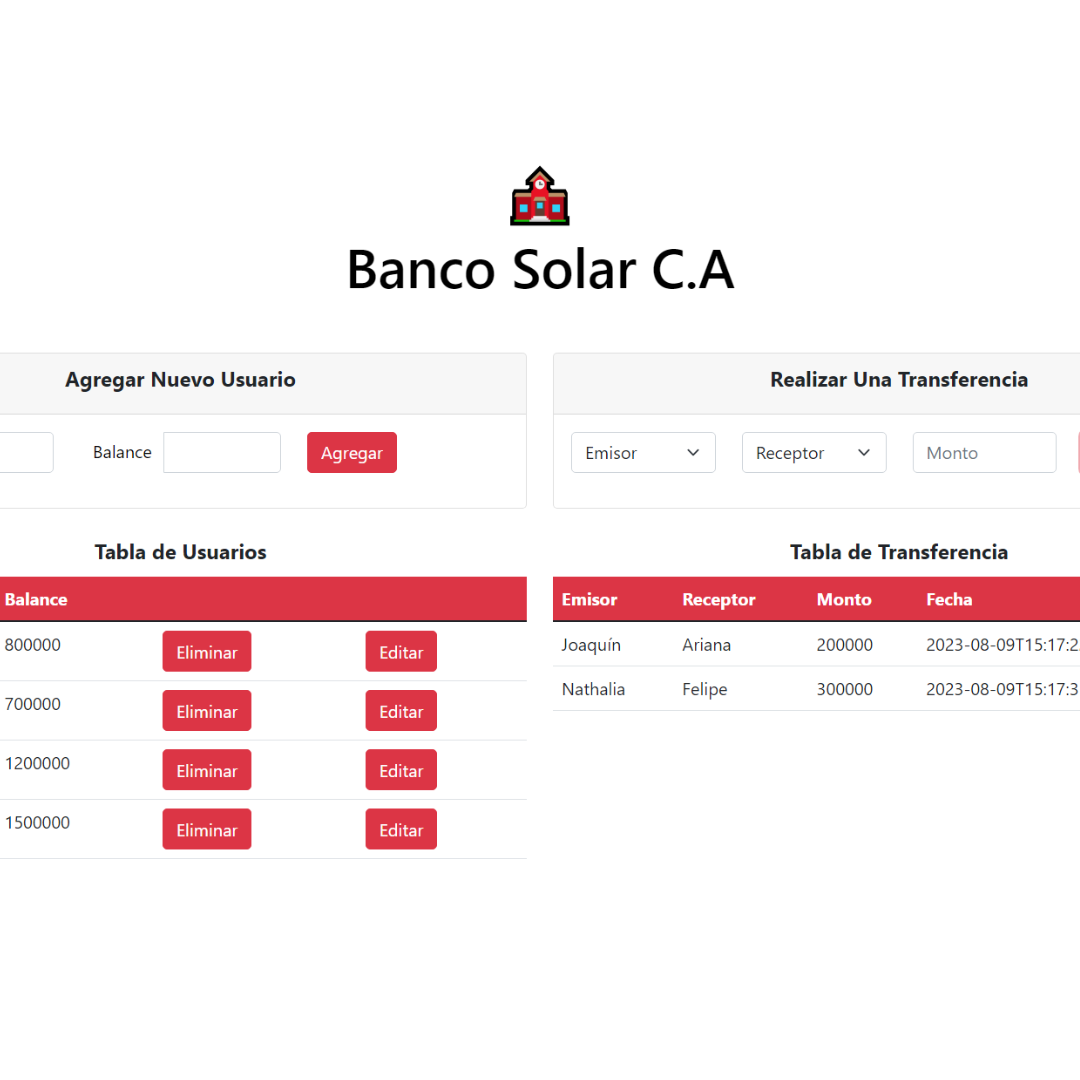 Banco Solar C.A
Agregar Nuevo Usuario
Balance
Agregar
Realizar Una Transferencia
Emisor
Receptor
Monto
Tabla de Usuarios
Balance
800000 Eliminar Editar
700000 Eliminar Editar
1200000 Eliminar Editar
1500000 Eliminar Editar
Tabla de Transferencia
Emisor Receptor Monto Fecha
Joaquín Ariana 200000 2023-08-09T15:17:2
Nathalia Felipe 300000 2023-08-09T15:17:3